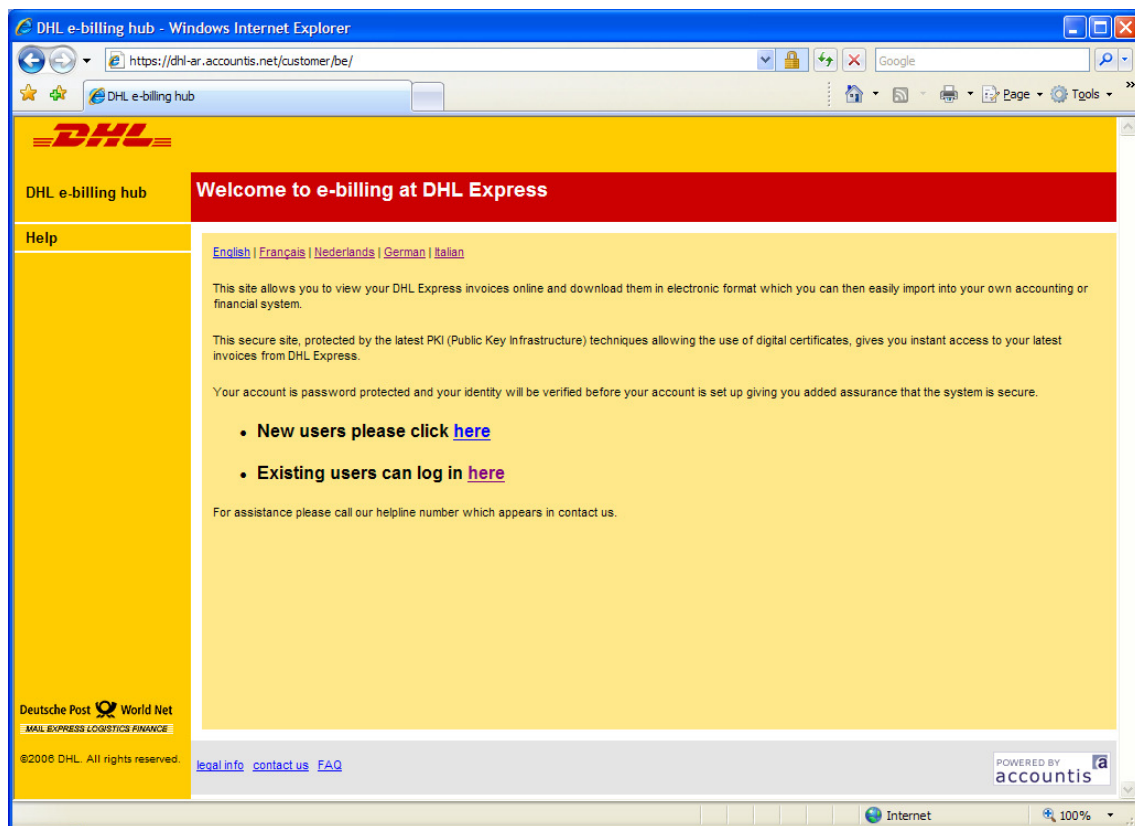 DHL e-billing hub - Windows Internet Explorer
https://dhl-ar.accountis.net/customer/be/
Google
DHL e-billing hub
Page
Tools
DHL
DHL e-billing hub
Welcome to e-billing at DHL Express
Help
English | Français | Nederlands | German | Italian
This site allows you to view your DHL Express invoices online and download them in electronic format which you can then easily import into your own accounting or
financial system.
This secure site, protected by the latest PKI (Public Key Infrastructure) techniques allowing the use of digital certificates, gives you instant access to your latest
invoices from DHL Express.
Your account is password protected and your identity will be verified before your account is set up giving you added assurance that the system is secure.
• New users please click here
• Existing users can log in here
For assistance please call our helpline number which appears in contact us.
Deutsche Post World Net
MAIL EXPRESS LOGISTICS FINANCE
©2006 DHL. All rights reserved.
legal info contact us FAQ
POWERED BY
accountis
a
Internet
100%